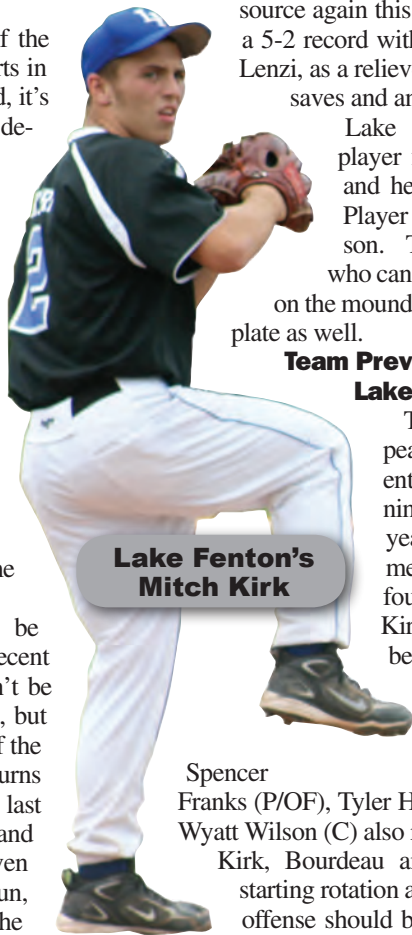 f the
rts in
d, it's
de-
source again this
a 5-2 record with
Lenzi, as a reliev
saves and an
Lake
player
and he
Player
son. T
who can
on the mound
plate as well.
Team Prev
Lake
T
pea
ent
nin
yea
me
fou
Kir
be
2
Lake Fenton's
Mitch Kirk
ne
be
ecent
n't be
, but
f the
urns
last
and
ven
un,
he
Spencer
Franks (P/OF), Tyler H
Wyatt Wilson (C) also r
Kirk, Bourdeau a
starting rotation a
offense should b